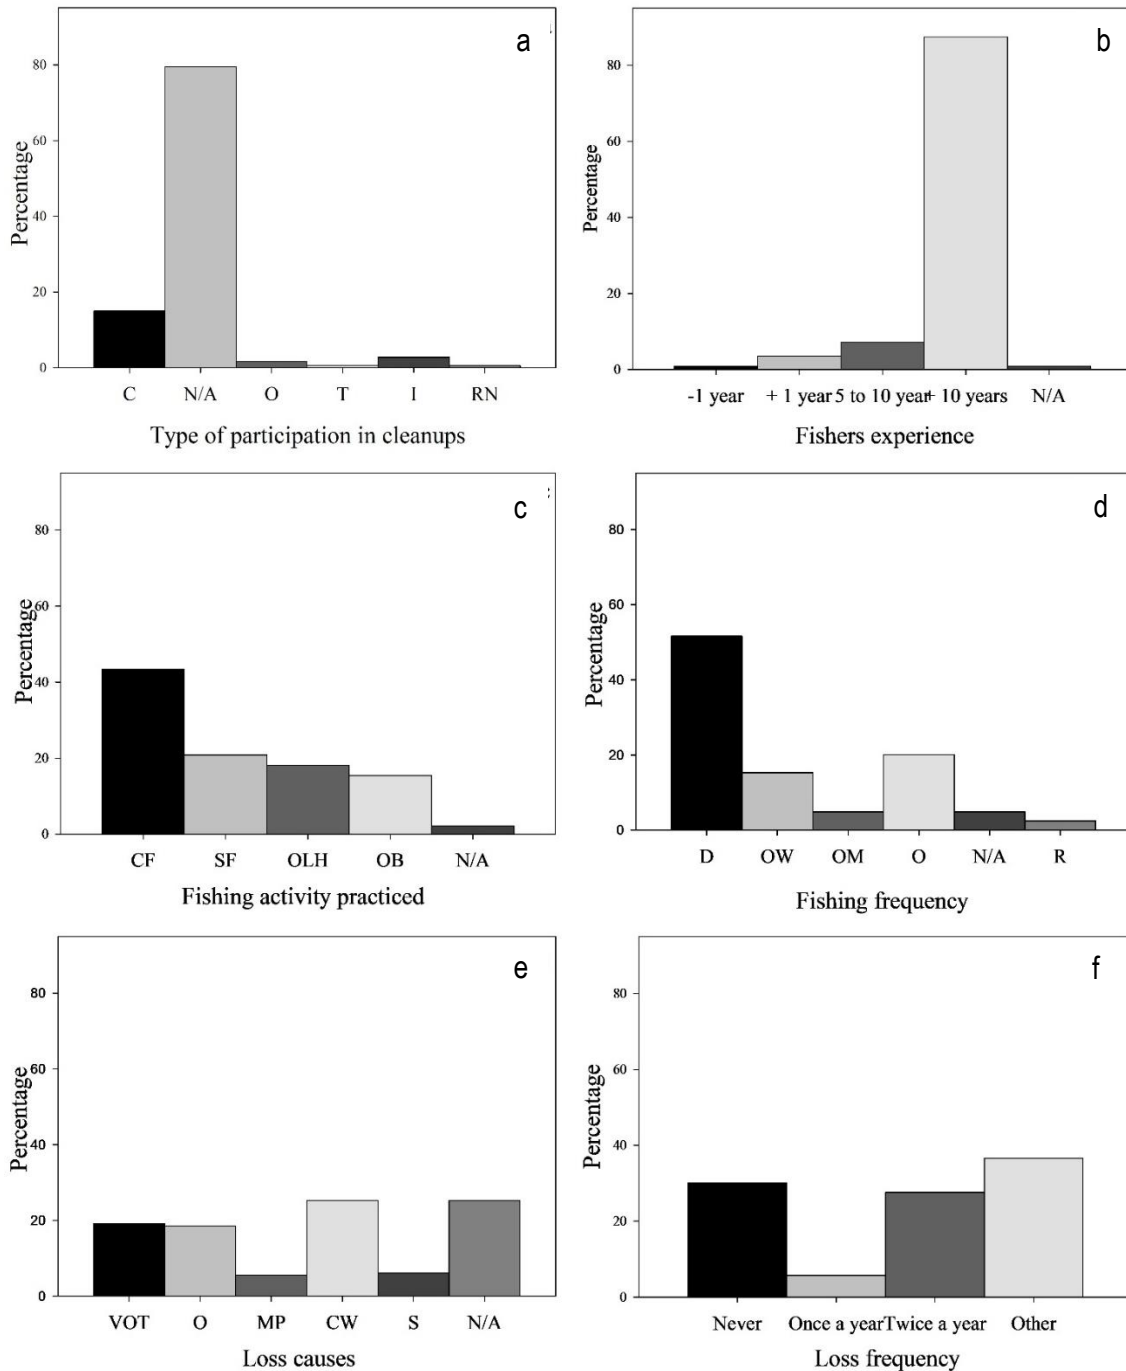 a
80
60
40
20
0
Percentage
C N/A O T I RN
Type of participation in cleanups
b
80
60
40
20
0
Percentage
-1 year + 1 year 5 to 10 year + 10 years N/A
Fishers experience
c
80
60
40
20
0
Percentage
CF SF OLH OB N/A
Fishing activity practiced
d
80
60
40
20
0
Percentage
D OW OM O N/A R
Fishing frequency
e
80
60
40
20
0
Percentage
VOT O MP CW S N/A
Loss causes
f
80
60
40
20
0
Percentage
Never Once a year Twice a year Other
Loss frequency